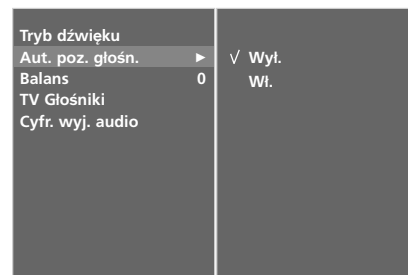 Tryb dźwięku
Aut. poz. głośn. ► √ Wył.
Balans 0 Wł.
TV Głośniki
Cyfr. wyj. audio